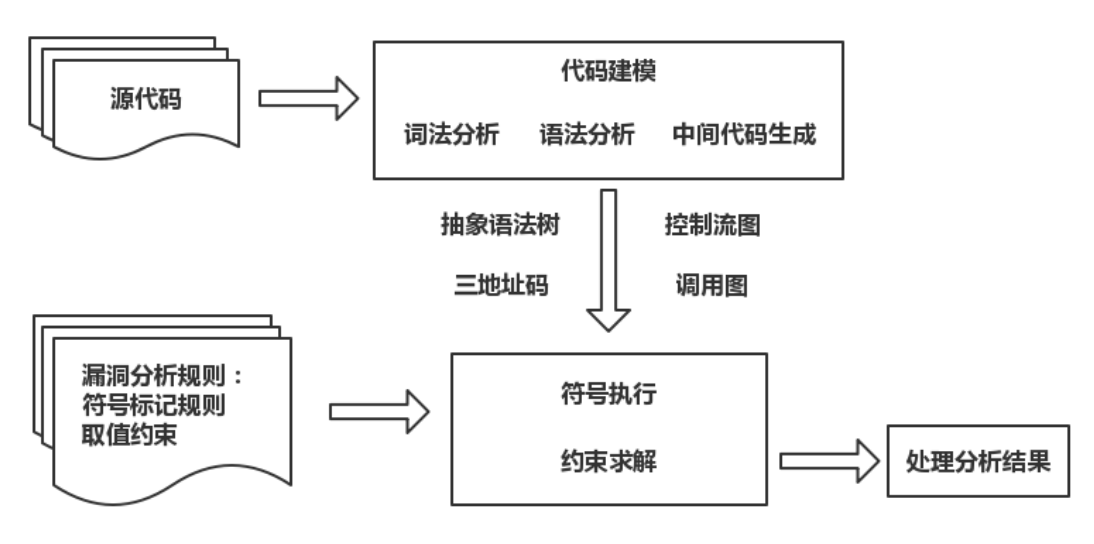 源代码
代码建模
词法分析 语法分析 中间代码生成
抽象语法树 控制流图
三地址码 调用图
漏洞分析规则：
符号标记规则
取值约束
符号执行
约束求解
处理分析结果